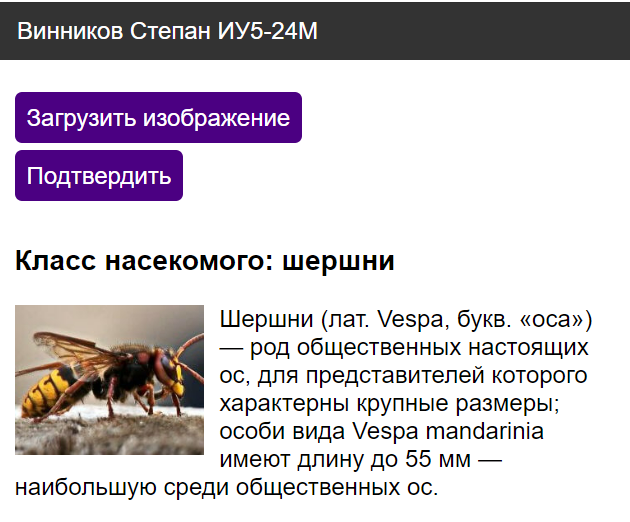 Винников Степан ИУ5-24М
Загрузить изображение
Подтвердить
Класс насекомого: шершни
Шершни (лат. Vespa, букв. «оса»)
— род общественных настоящих
ос, для представителей которого
характерны крупные размеры;
особи вида Vespa mandarinia
имеют длину до 55 мм —
наибольшую среди общественных ос.